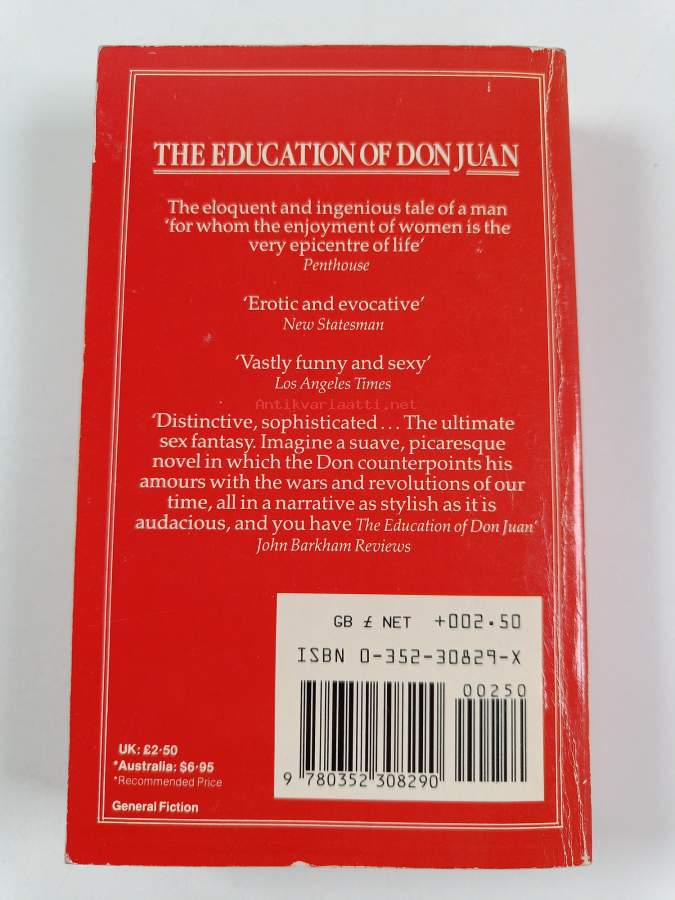 THE EDUCATION OF DON JUAN
The eloquent and ingenious tale of a man
‘for whom the enjoyment of women is the
very epicentre of life’
Penthouse
‘Erotic and evocative’
New Statesman
‘Vastly funny and sexy’
Los Angeles Times
Antikvariaatti.net
‘Distinctive, sophisticated... The ultimate
sex fantasy. Imagine a suave, picaresque
novel in which the Don counterpoints his
amours with the wars and revolutions of our
time, all in a narrative as stylish as it is
audacious, and you have The Education of Don Juan’
John Barkham Reviews
GB £ NET +002.50
ISBN 0-352-30829-X
00250
9 780352 308290
UK: £2·50
*Australia: $6·95
*Recommended Price
General Fiction